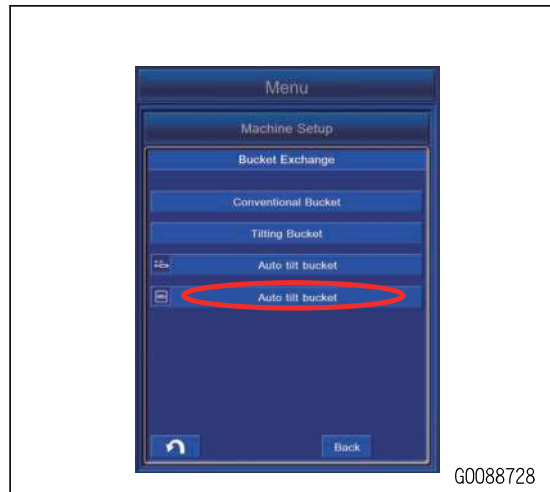 Menu
Machine Setup
Bucket Exchange
Conventional Bucket
Tilting Bucket
Auto tilt bucket
Auto tilt bucket
Back
G0088728